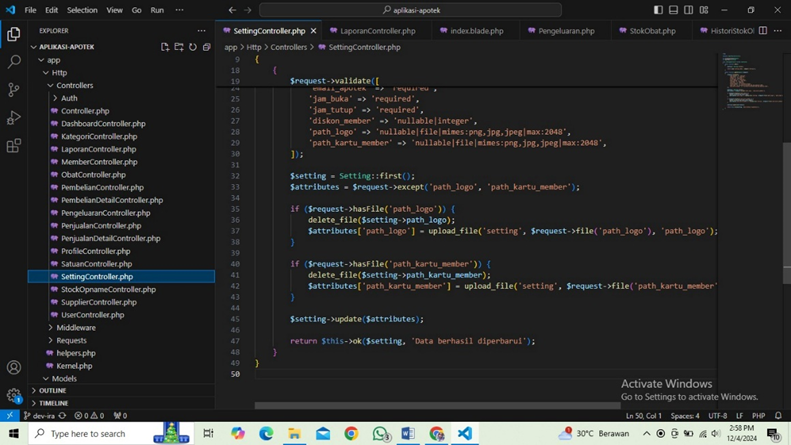 File Edit Selection View Go Run ···
aplikasi-apotek
EXPLORER
APLIKASI-APOTEK
app
Http
Controllers
Auth
Controller.php
DashboardController.php
KategoriController.php
LaporanController.php
MemberController.php
ObatController.php
PembelianController.php
PembelianDetailController.php
PengeluaranController.php
PenjualanController.php
PenjualanDetailController.php
ProfileController.php
SatuanController.php
SettingController.php
StockOpnameController.php
SupplierController.php
UserController.php
Middleware
Requests
helpers.php
Kernel.php
Models
OUTLINE
TIMELINE
SettingController.php LaporanController.php index.blade.php Pengeluaran.php StokObat.php HistoriStokOl
app > Http > Controllers > SettingController.php
9 {
18 {
19 $request->validate([
24 'email_apotek' => 'required',
25 'jam_buka' => 'required',
26 'jam_tutup' => 'required',
27 'diskon_member' => 'nullable|integer',
28 'path_logo' => 'nullable|file|mimes:png,jpg,jpeg|max:2048',
29 'path_kartu_member' => 'nullable|file|mimes:png,jpg,jpeg|max:2048',
30 ]);
31
32 $setting = Setting::first();
33 $attributes = $request->except('path_logo', 'path_kartu_member');
34
35 if ($request->hasFile('path_logo')) {
36 delete_file($setting->path_logo);
37 $attributes['path_logo'] = upload_file('setting', $request->file('path_logo'), 'path_logo');
38 }
39
40 if ($request->hasFile('path_kartu_member')) {
41 delete_file($setting->path_kartu_member);
42 $attributes['path_kartu_member'] = upload_file('setting', $request->file('path_kartu_member'
43 }
44
45 $setting->update($attributes);
46
47 return $this->ok($setting, 'Data berhasil diperbarui');
48 }
49 }
50
Activate Windows
Go to Settings to activate Windows.
dev-ira 0 0 0 Ln 50, Col 1 Spaces: 4 UTF-8 LF PHP
Type here to search 30°C Berawan 2:58 PM
12/4/2024